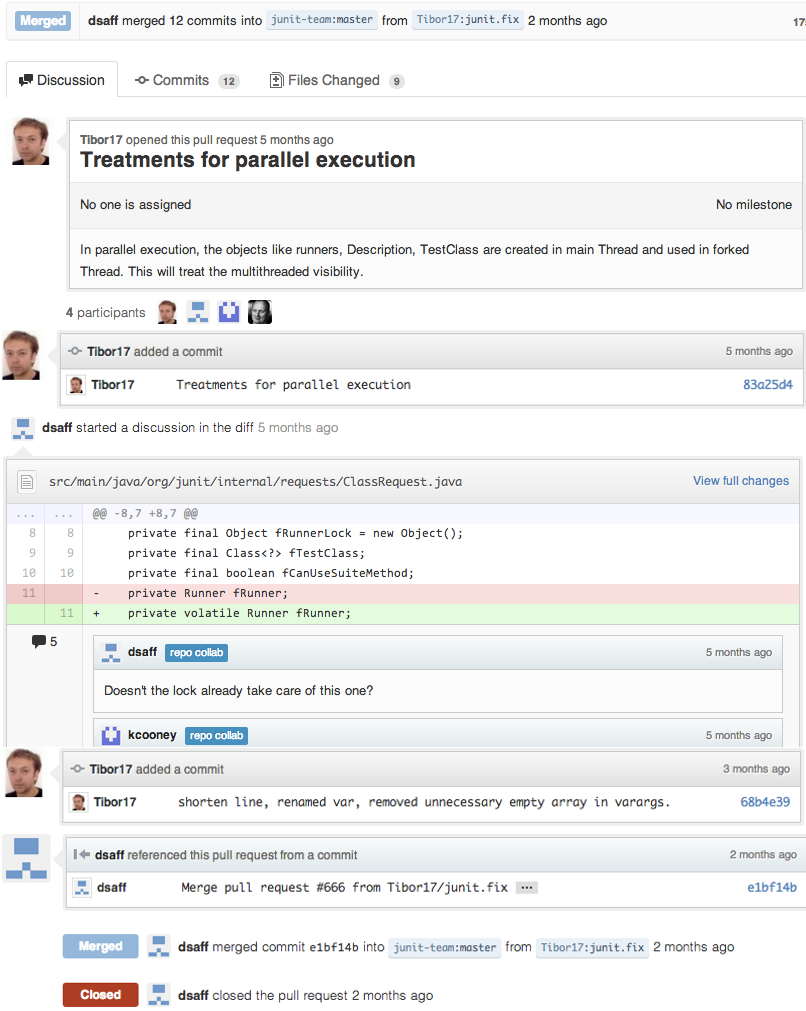 Merged dsaff merged 12 commits into junit-team:master from Tibor17:junit.fix 2 months ago
Discussion Commits 12 Files Changed 9
Tibor17 opened this pull request 5 months ago
Treatments for parallel execution
No one is assigned No milestone
In parallel execution, the objects like runners, Description, TestClass are created in main Thread and used in forked
Thread. This will treat the multithreaded visibility.
4 participants
Tibor17 added a commit 5 months ago
Tibor17 Treatments for parallel execution 83a25d4
dsaff started a discussion in the diff 5 months ago
src/main/java/org/junit/internal/requests/ClassRequest.java View full changes
... ... @@ -8,7 +8,7 @@
8 8 private final Object fRunnerLock = new Object();
9 9 private final Class<?> fTestClass;
10 10 private final boolean fCanUseSuiteMethod;
11 - private Runner fRunner;
11 + private volatile Runner fRunner;
5 dsaff repo collab 5 months ago
Doesn't the lock already take care of this one?
kcooney repo collab 5 months ago
Tibor17 added a commit 3 months ago
Tibor17 shorten line, renamed var, removed unnecessary empty array in varargs. 68b4e39
dsaff referenced this pull request from a commit 2 months ago
dsaff Merge pull request #666 from Tibor17/junit.fix ... e1bf14b
Merged dsaff merged commit e1bf14b into junit-team:master from Tibor17:junit.fix 2 months ago
Closed dsaff closed the pull request 2 months ago